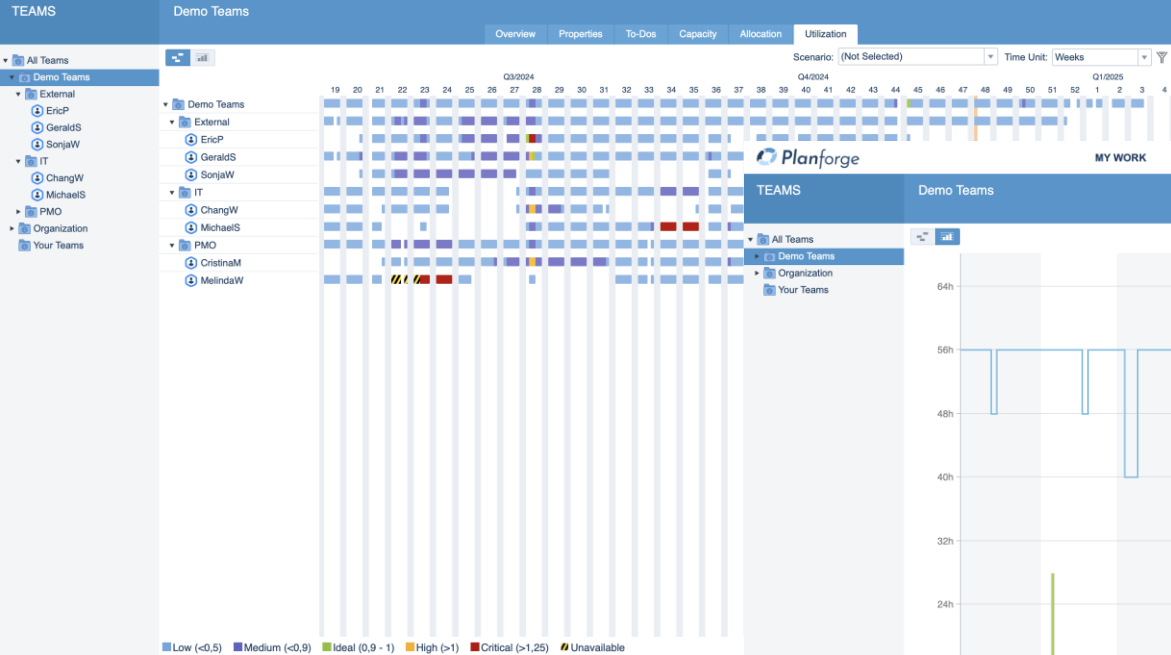 TEAMS
Demo Teams
Overview Properties To-Dos Capacity Allocation Utilization
Scenario: (Not Selected) Time Unit: Weeks
All Teams
Demo Teams
External
EricP
GeraldS
SonjaW
IT
ChangW
MichaelS
PMO
Organization
Your Teams
Q3/2024 Q4/2024 Q1/2025
19 20 21 22 23 24 25 26 27 28 29 30 31 32 33 34 35 36 37 38 39 40 41 42 43 44 45 46 47 48 49 50 51 52 1 2 3 4
Demo Teams
External
EricP
GeraldS
SonjaW
IT
ChangW
MichaelS
PMO
CristinaM
MelindaW
Low (<0,5) Medium (<0,9) Ideal (0,9 - 1) High (>1) Critical (>1,25) Unavailable
Planforge MY WORK
TEAMS
Demo Teams
All Teams
Demo Teams
Organization
Your Teams
64h
56h
48h
40h
32h
24h